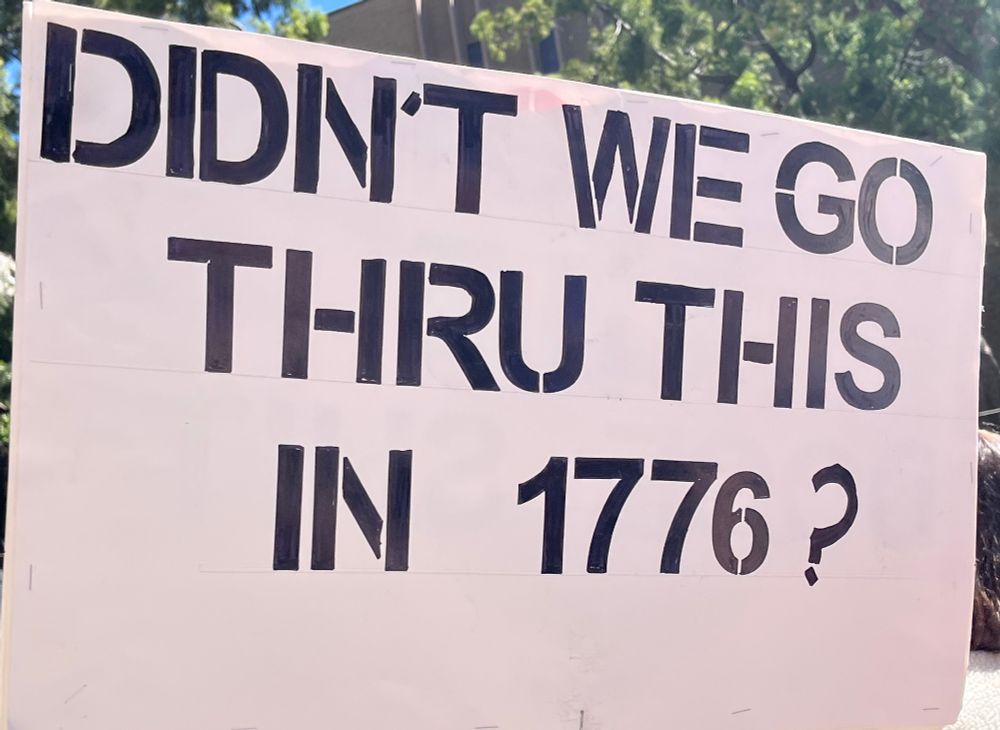 DIDN'T WE GO
THRU THIS
IN 1776?